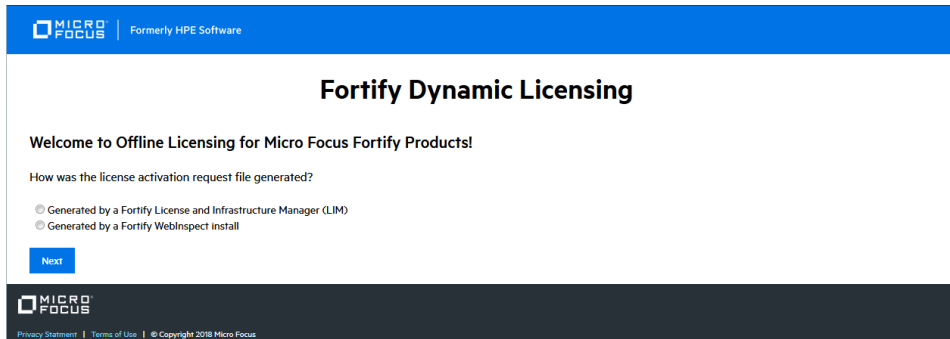 MICRO
FOCUS
Formerly HPE Software
Fortify Dynamic Licensing
Welcome to Offline Licensing for Micro Focus Fortify Products!
How was the license activation request file generated?
Generated by a Fortify License and Infrastructure Manager (LIM)
Generated by a Fortify WebInspect install
Next
MICRO
FOCUS
Privacy Statment | Terms of Use | © Copyright 2018 Micro Focus